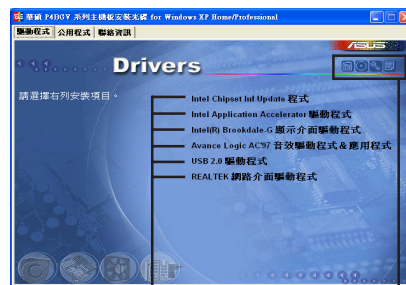 華碩 P4BGV 系列主機板安裝光碟 for Windows XP Home/Professional
驅動程式 公用程式 聯絡資訊
ASUS
Drivers
請選擇右列安裝項目。
Intel Chipset Inf Update 程式
Intel Application Accelerator 驅動程式
Intel(R) Brookdale-G 顯示介面驅動程式
Avance Logic AC'97 音效驅動程式 & 應用程式
USB 2.0 驅動程式
REALTEK 網路介面驅動程式